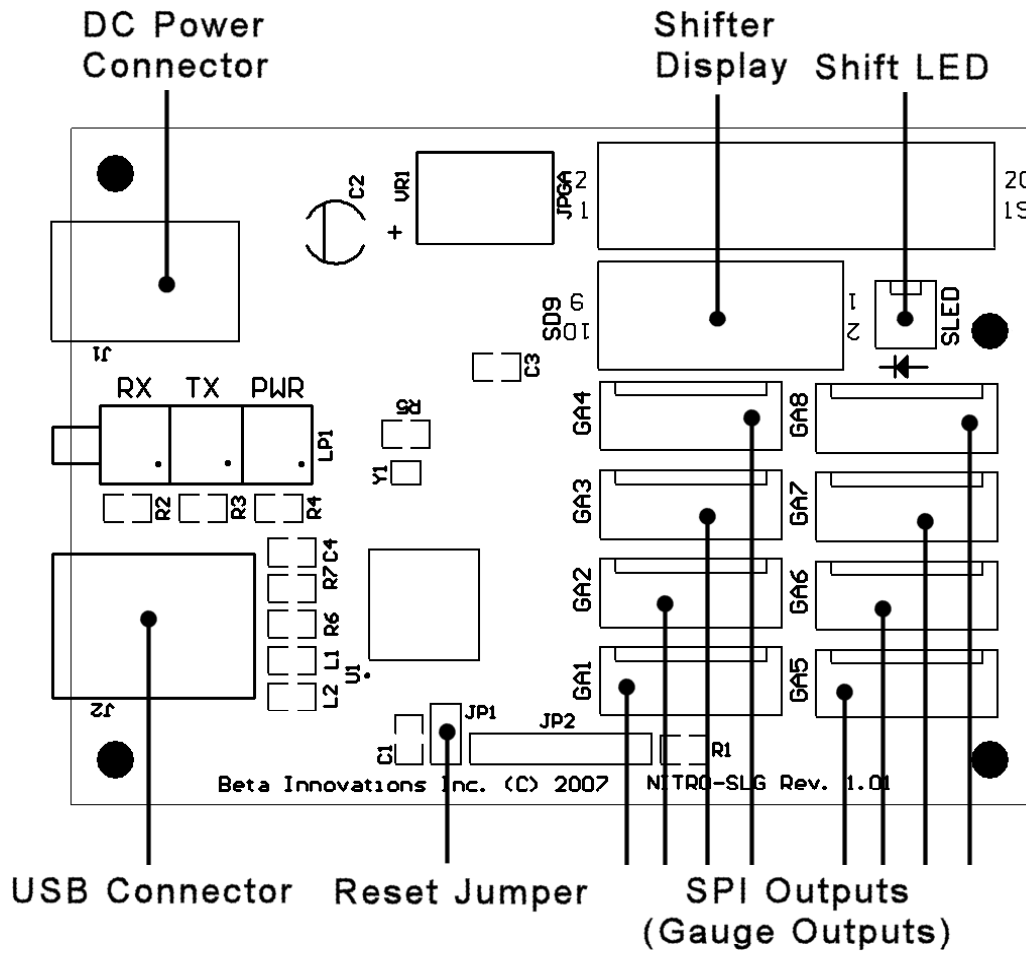 DC Power
Connector
Shifter
Display
Shift LED
C2
VR1
JPGA
2
1
20
19
J1
SD9
9
10
1
2
SLED
C3
RX
TX
PWR
LP1
R5
Y1
R2
R3
R4
GA4
GA8
GA3
GA7
GA2
GA6
GA1
GA5
C4
R7
R6
L1
L2
U1
J2
C1
JP1
JP2
R1
Beta Innovations Inc. (C) 2007
NITRO-SLG Rev. 1.01
USB Connector
Reset Jumper
SPI Outputs
(Gauge Outputs)